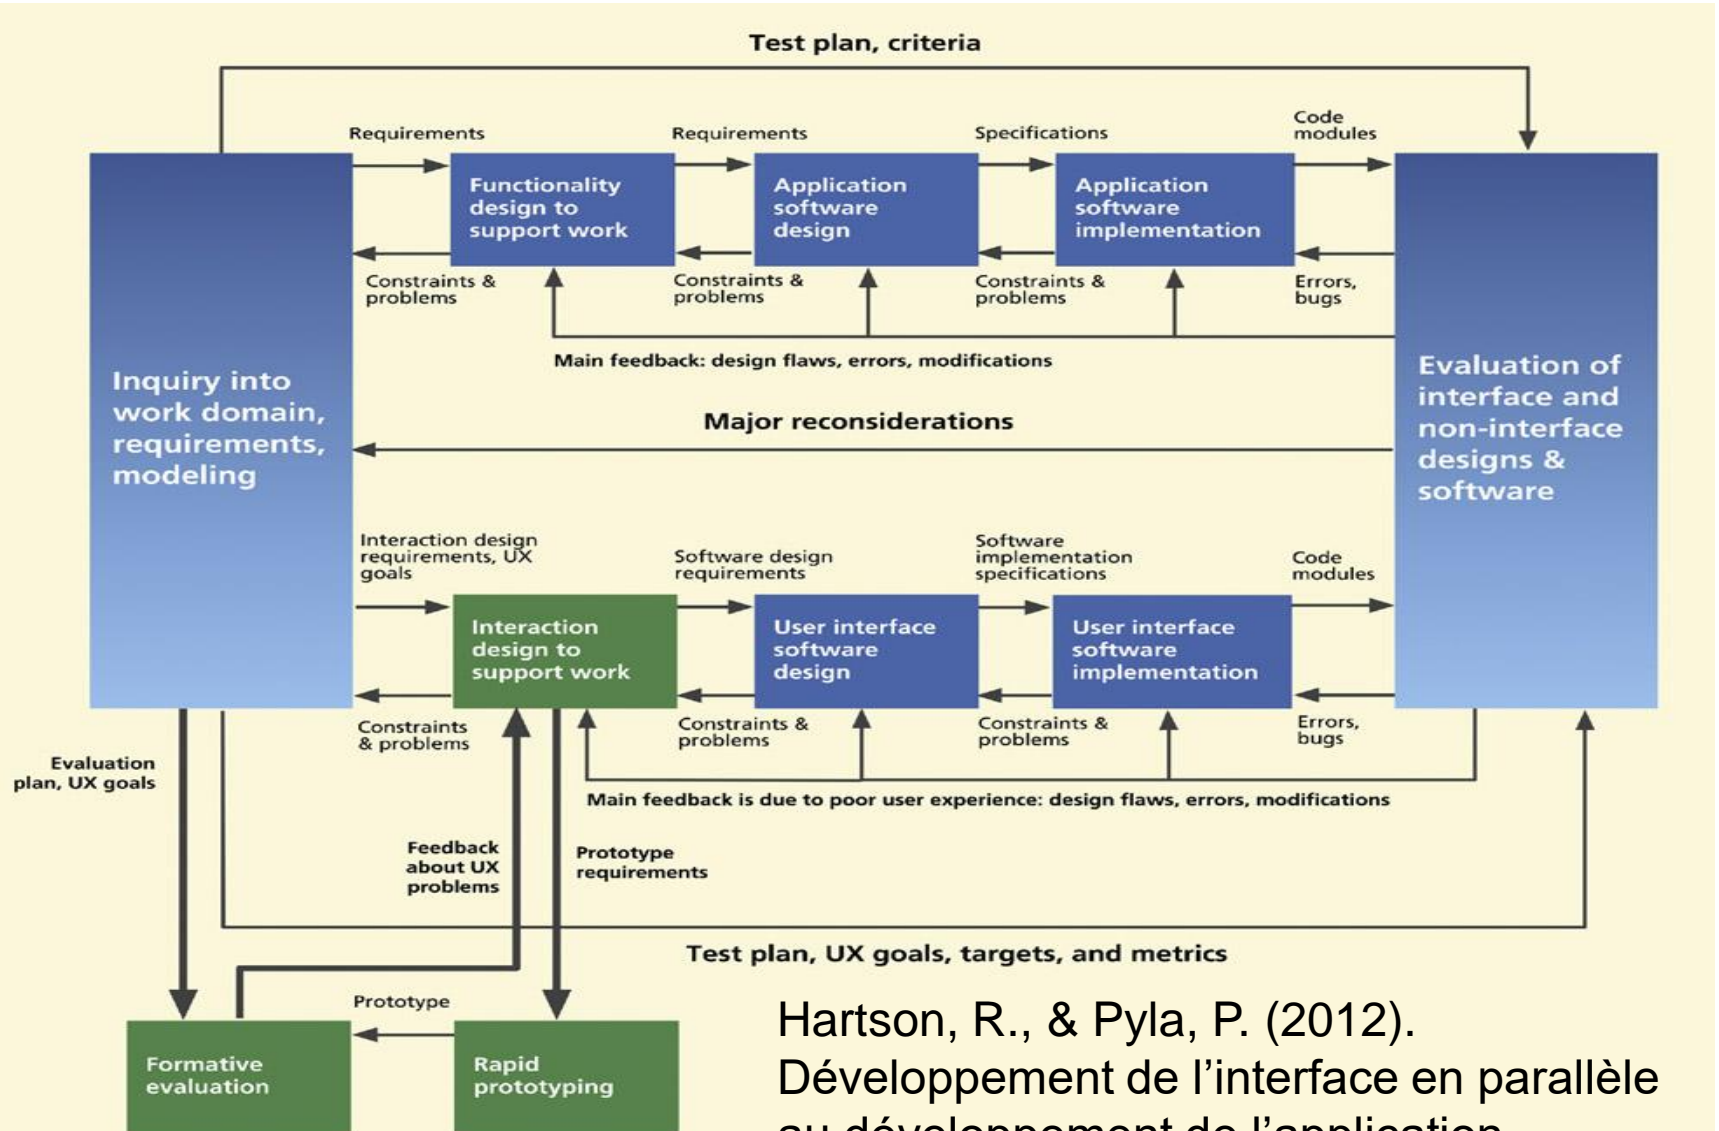 Test plan, criteria
Requirements
Requirements
Specifications
Code
modules
Functionality
design to
support work
Application
software
design
Application
software
implementation
Constraints &
problems
Constraints &
problems
Constraints &
problems
Errors,
bugs
Main feedback: design flaws, errors, modifications
Inquiry into
work domain,
requirements,
modeling
Major reconsiderations
Evaluation of
interface and
non-interface
designs &
software
Interaction design
requirements, UX
goals
Software design
requirements
Software
implementation
specifications
Code
modules
Interaction
design to
support work
User interface
software
design
User interface
software
implementation
Constraints
& problems
Constraints &
problems
Constraints &
problems
Errors,
bugs
Evaluation
plan, UX goals
Main feedback is due to poor user experience: design flaws, errors, modifications
Feedback
about UX
problems
Prototype
requirements
Test plan, UX goals, targets, and metrics
Prototype
Formative
evaluation
Rapid
prototyping
Hartson, R., & Pyla, P. (2012).
Développement de l’interface en parallèle
au développement de l’application